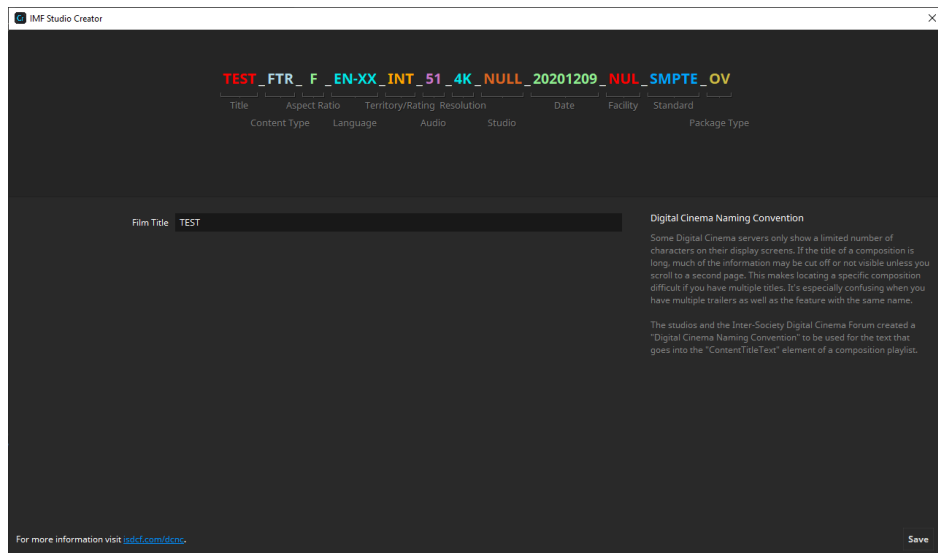 Cr IMF Studio Creator
TEST_FTR_ F _EN-XX_INT_51_4K_NULL_20201209_NUL_SMPTE_OV
Title Aspect Ratio Territory/Rating Resolution Date Facility Standard
Content Type Language Audio Studio Package Type
Film Title TEST
Digital Cinema Naming Convention
Some Digital Cinema servers only show a limited number of
characters on their display screens. If the title of a composition is
long, much of the information may be cut off or not visible unless you
scroll to a second page. This makes locating a specific composition
difficult if you have multiple titles. It's especially confusing when you
have multiple trailers as well as the feature with the same name.
The studios and the Inter-Society Digital Cinema Forum created a
"Digital Cinema Naming Convention" to be used for the text that
goes into the "ContentTitleText" element of a composition playlist.
For more information visit isdcf.com/dcnc.
Save